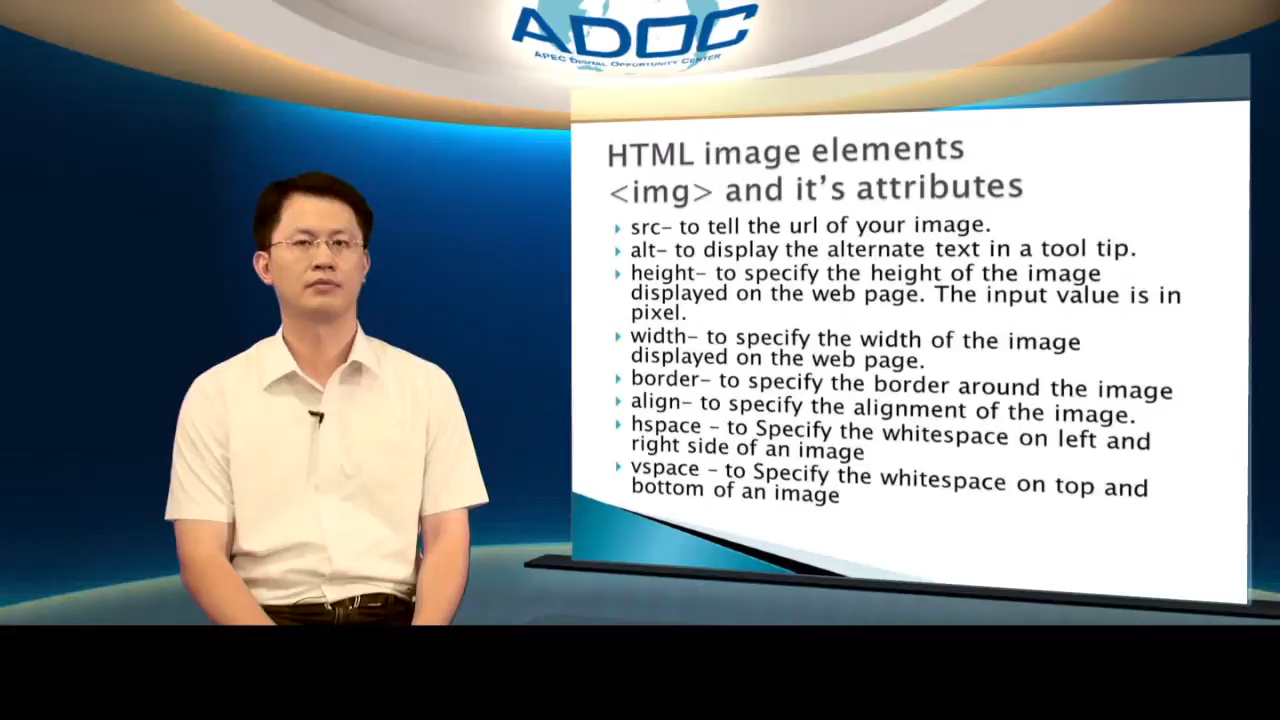 ADOC
APEC DIGITAL OPPORTUNITY CENTER
HTML image elements
<img> and it's attributes
src- to tell the url of your image.
alt- to display the alternate text in a tool tip.
height- to specify the height of the image
displayed on the web page. The input value is in
pixel.
width- to specify the width of the image
displayed on the web page.
border- to specify the border around the image
align- to specify the alignment of the image.
hspace - to Specify the whitespace on left and
right side of an image
vspace - to Specify the whitespace on top and
bottom of an image